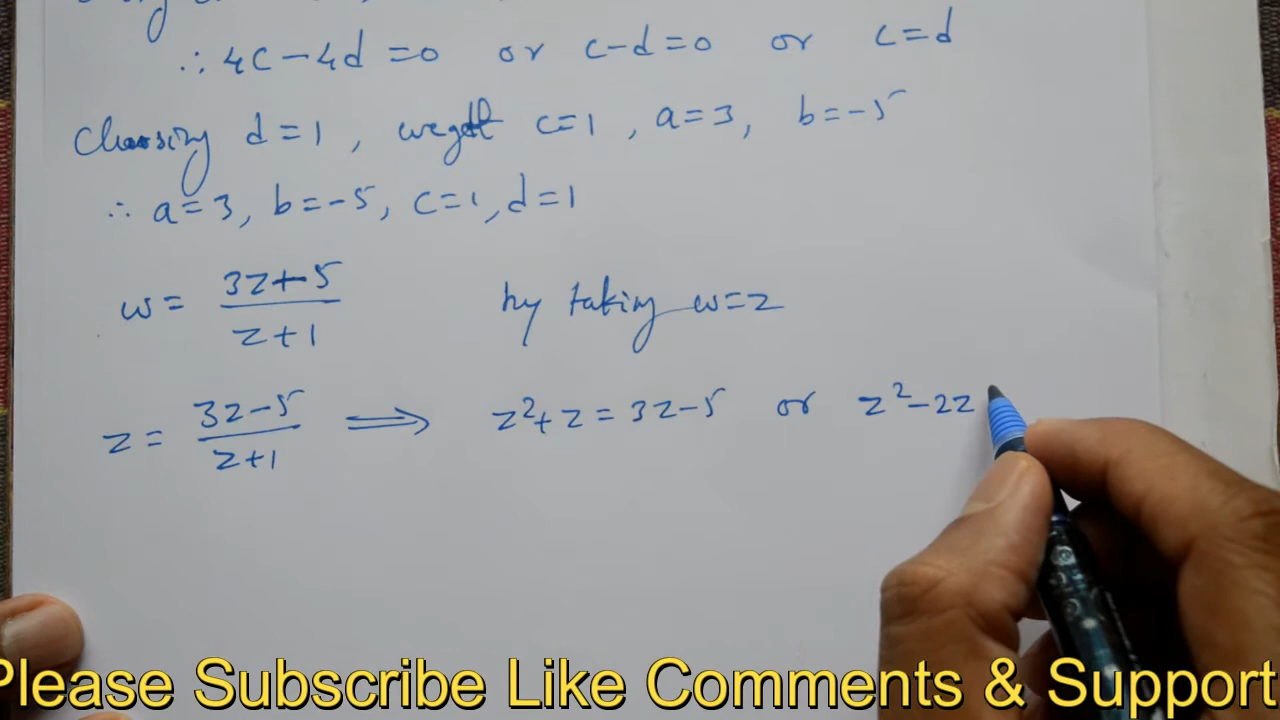 ∴ 4c - 4d = 0 or c - d = 0 or c = d
Choosing d = 1, we get c = 1, a = 3, b = -5
∴ a = 3, b = -5, c = 1, d = 1
w = (3z + 5)/(z + 1) by taking w = z
z = (3z - 5)/(z + 1) ⟹ z² + z = 3z - 5 or z² - 2z
Please Subscribe Like Comments & Support